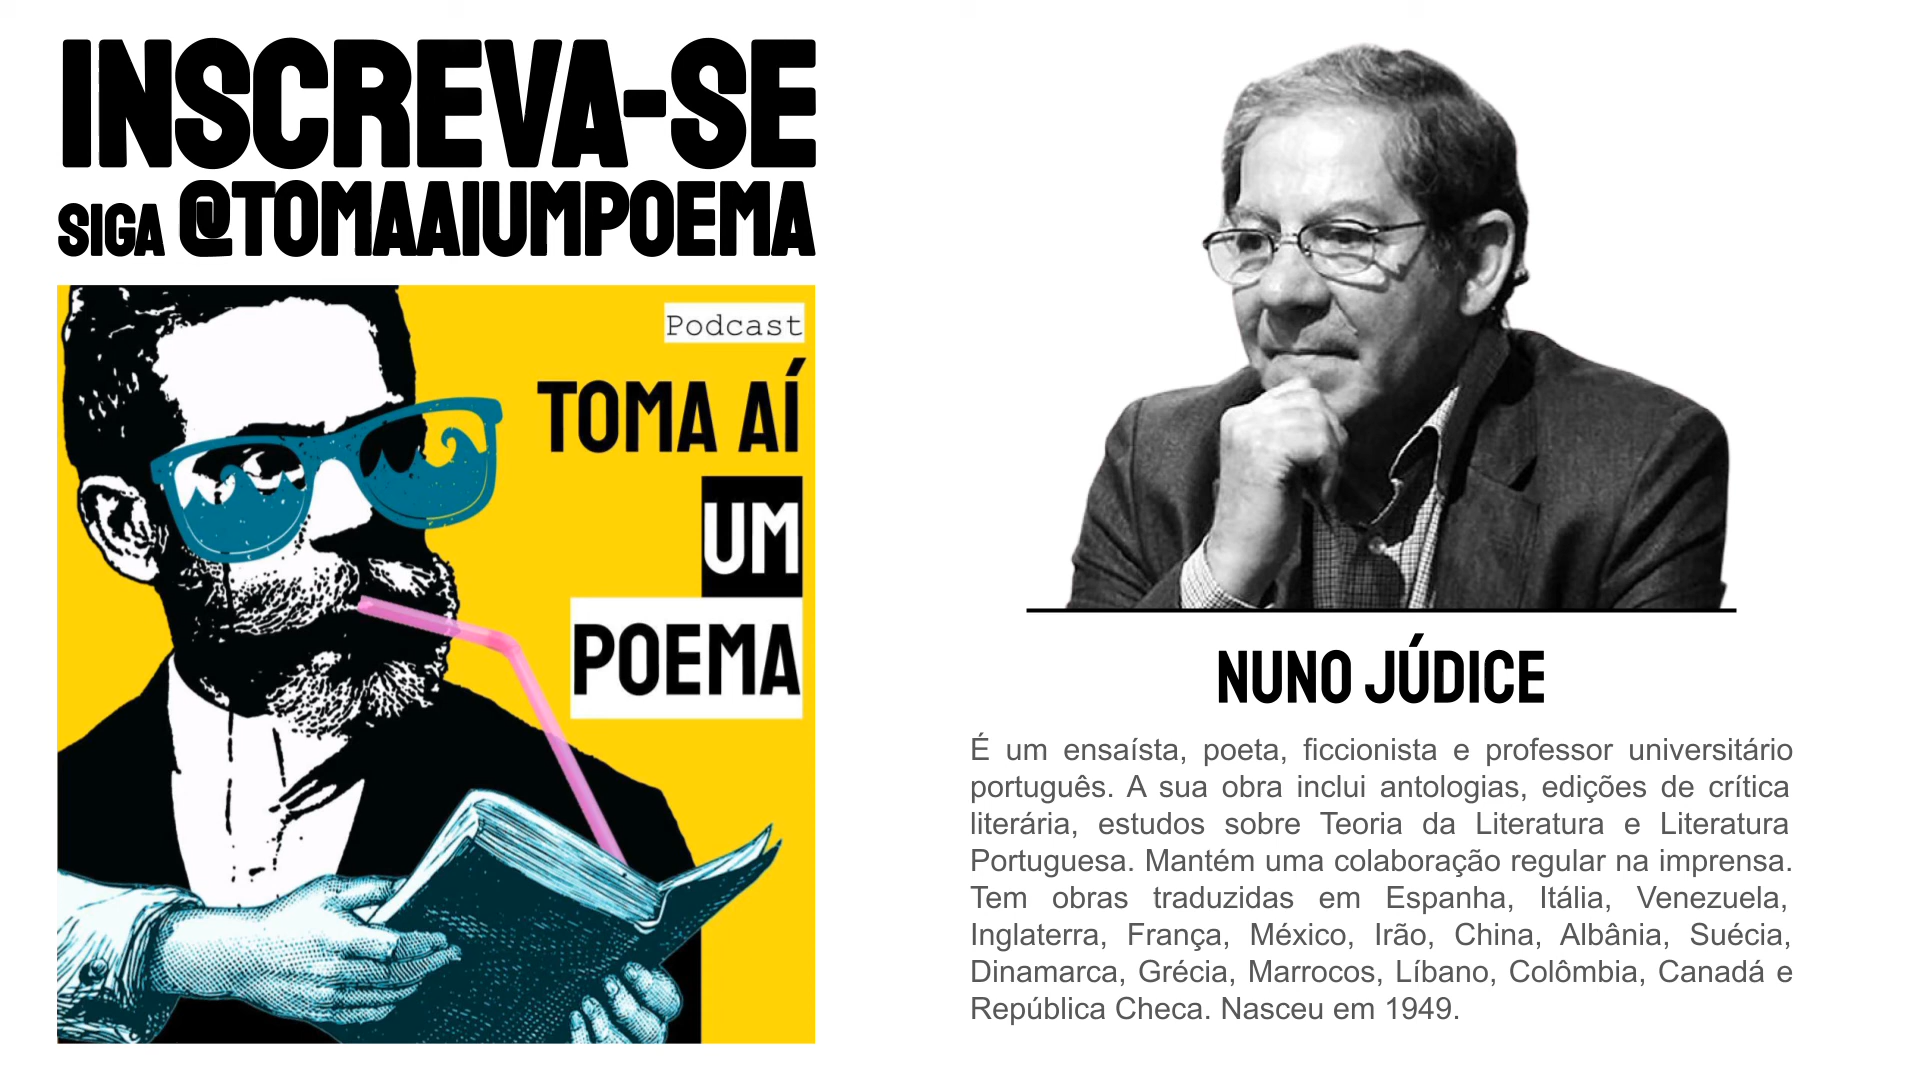 INSCREVA-SE
SIGA @TOMAAIUMPOEMA
Podcast
TOMA AÍ
UM
POEMA
NUNO JÚDICE
É um ensaísta, poeta, ficcionista e professor universitário
português. A sua obra inclui antologias, edições de crítica
literária, estudos sobre Teoria da Literatura e Literatura
Portuguesa. Mantém uma colaboração regular na imprensa.
Tem obras traduzidas em Espanha, Itália, Venezuela,
Inglaterra, França, México, Irão, China, Albânia, Suécia,
Dinamarca, Grécia, Marrocos, Líbano, Colômbia, Canadá e
República Checa. Nasceu em 1949.